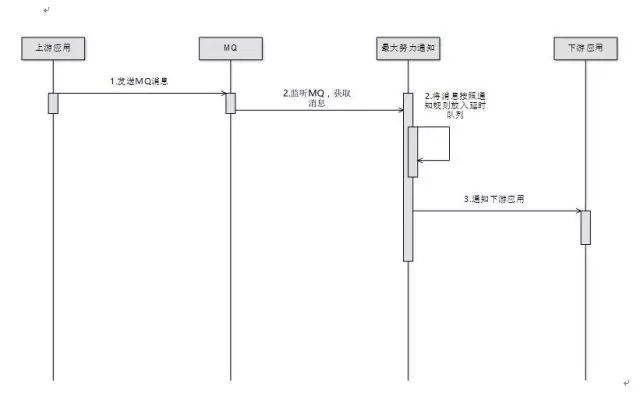 上游应用
MQ
最大努力通知
下游应用
1.发送MQ消息
2.监听MQ，获取
消息
2.将消息按照通
知规则放入延时
队列
3.通知下游应用